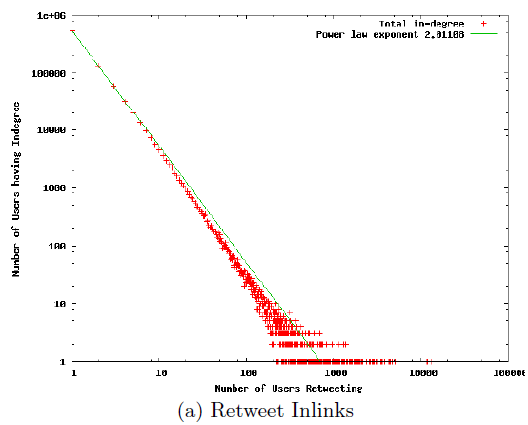 1e+06
Total in-degree
Power law exponent 2.01106
100000
10000
1000
100
10
1
Number of Users having Indegree
1 10 100 1000 10000 100000
Number of Users Retweeting
(a) Retweet Inlinks